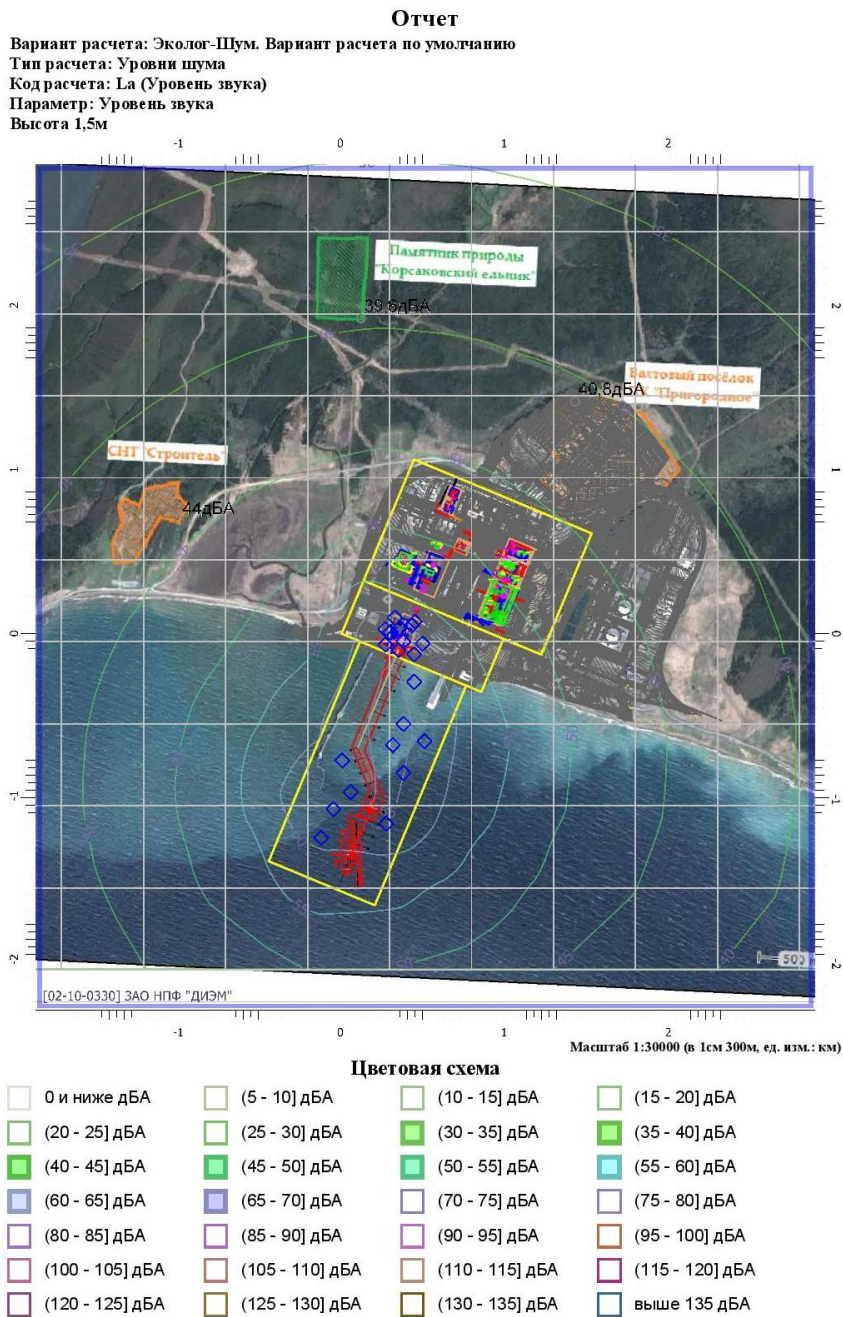 Отчет
Вариант расчета: Эколог-Шум. Вариант расчета по умолчанию
Тип расчета: Уровни шума
Код расчета: La (Уровень звука)
Параметр: Уровень звука
Высота 1,5м
-1 0 1 2
Памятник природы
"Корсаковский ельник"
39,6дБА
2 2
Вахтовый посёлок
"Пригородное"
40,8дБА
СНТ "Строитель"
1 1
44дБА
0 0
-1 -1
-2 -2
500 м
[02-10-0330] ЗАО НПФ "ДИЭМ"
-1 0 1 2
Масштаб 1:30000 (в 1см 300м, ед. изм.: км)
Цветовая схема
0 и ниже дБА (5 - 10] дБА (10 - 15] дБА (15 - 20] дБА
(20 - 25] дБА (25 - 30] дБА (30 - 35] дБА (35 - 40] дБА
(40 - 45] дБА (45 - 50] дБА (50 - 55] дБА (55 - 60] дБА
(60 - 65] дБА (65 - 70] дБА (70 - 75] дБА (75 - 80] дБА
(80 - 85] дБА (85 - 90] дБА (90 - 95] дБА (95 - 100] дБА
(100 - 105] дБА (105 - 110] дБА (110 - 115] дБА (115 - 120] дБА
(120 - 125] дБА (125 - 130] дБА (130 - 135] дБА выше 135 дБА